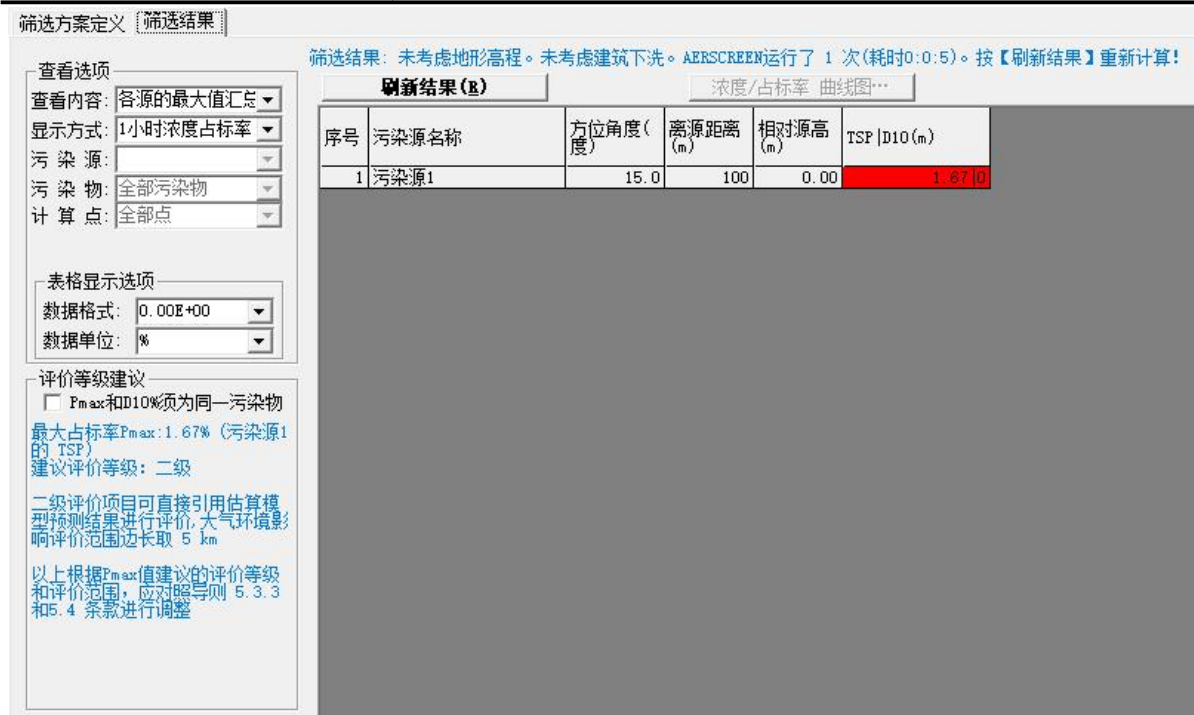 筛选方案定义 筛选结果
筛选结果: 未考虑地形高程。未考虑建筑下洗。AERSCREEN运行了 1 次(耗时0:0:5)。按【刷新结果】重新计算!
查看选项
查看内容: 各源的最大值汇总
显示方式: 1小时浓度占标率
污 染 源:
污 染 物: 全部污染物
计 算 点: 全部点
刷新结果(R)
浓度/占标率 曲线图…
序号 污染源名称 方位角度(度) 离源距离(m) 相对源高(m) TSP|D10(m)
1 污染源1 15.0 100 0.00 1.67|0
表格显示选项
数据格式: 0.00E+00
数据单位: %
评价等级建议
Pmax和D10%须为同一污染物
最大占标率Pmax:1.67% (污染源1
的 TSP)
建议评价等级: 二级
二级评价项目可直接引用估算模
型预测结果进行评价,大气环境影
响评价范围边长取 5 km
以上根据Pmax值建议的评价等级
和评价范围,应对照导则 5.3.3
和5.4 条款进行调整